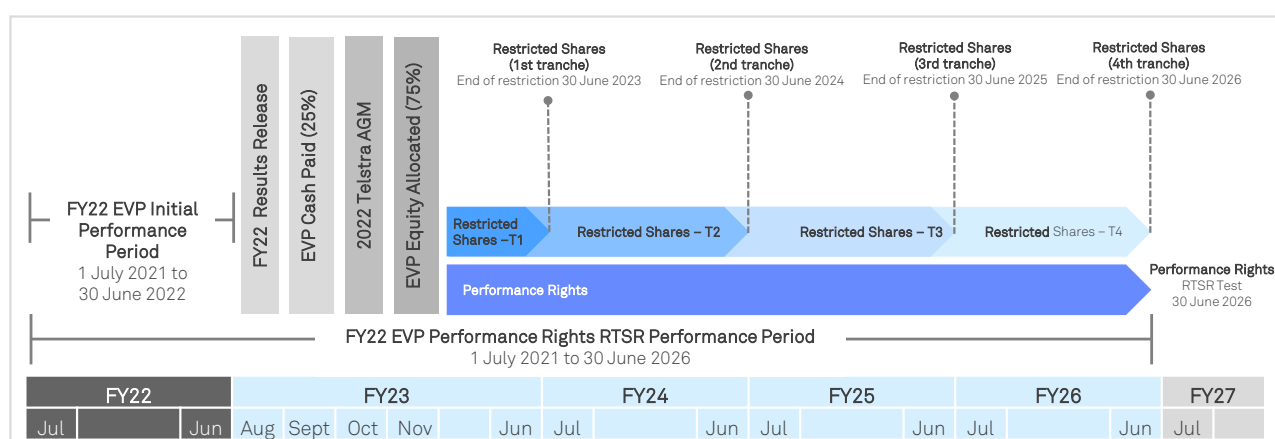 FY22 EVP Initial
Performance
Period
1 July 2021 to
30 June 2022
FY22 Results Release
EVP Cash Paid (25%)
2022 Telstra AGM
EVP Equity Allocated (75%)
Restricted Shares
(1st tranche)
End of restriction 30 June 2023
Restricted Shares
(2nd tranche)
End of restriction 30 June 2024
Restricted Shares
(3rd tranche)
End of restriction 30 June 2025
Restricted Shares
(4th tranche)
End of restriction 30 June 2026
Restricted
Shares –T1
Restricted Shares – T2
Restricted Shares – T3
Restricted Shares – T4
Performance Rights
Performance Rights
RTSR Test
30 June 2026
FY22 EVP Performance Rights RTSR Performance Period
1 July 2021 to 30 June 2026
FY22 FY23 FY24 FY25 FY26 FY27
Jul Jun Aug Sept Oct Nov Jun Jul Jun Jul Jun Jul Jun Jul